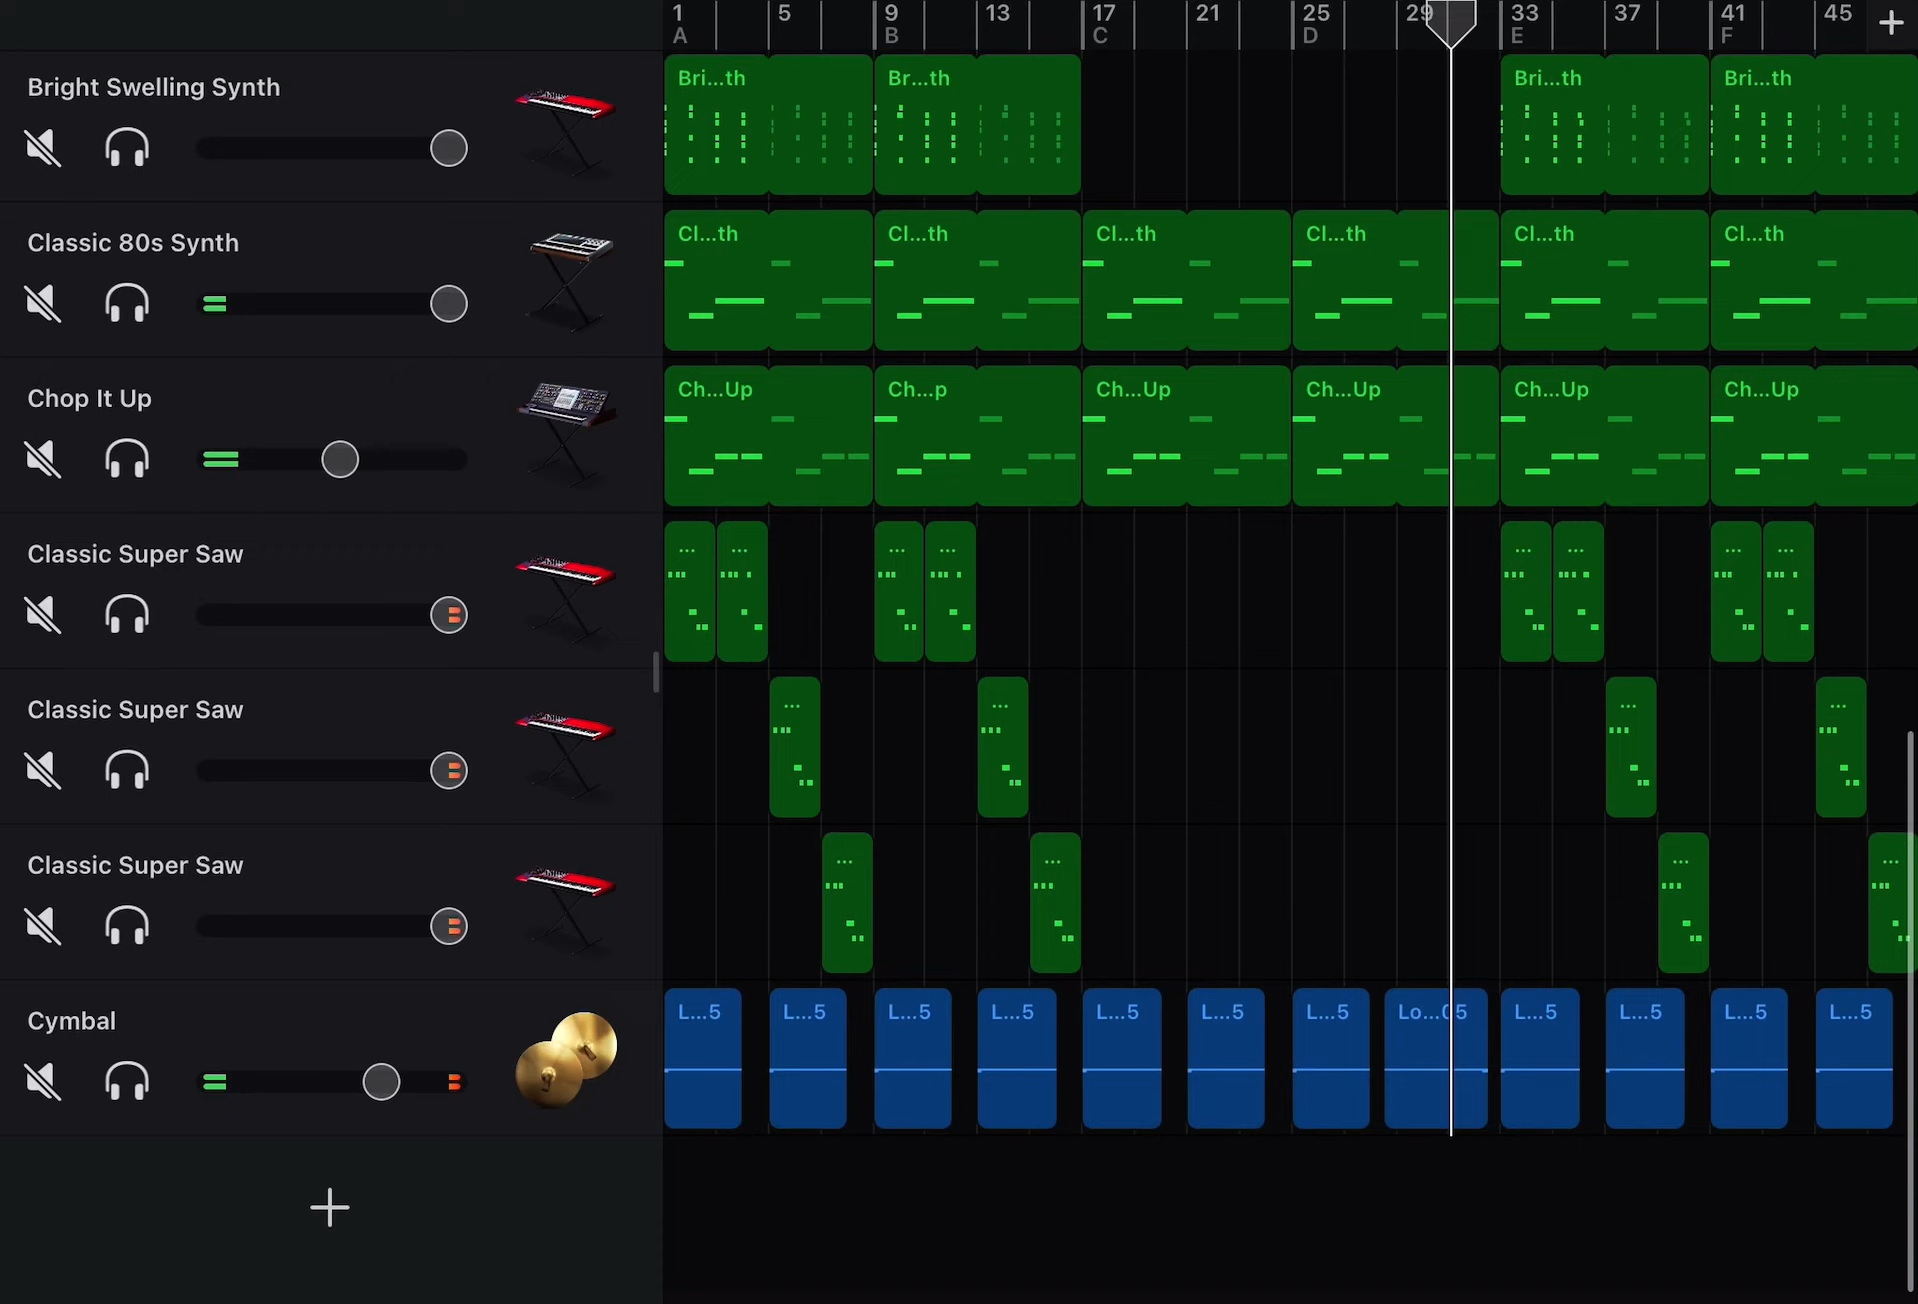 1 5 9 13 17 21 25 29 33 37 41 45
A B C D E F
Bright Swelling Synth
Bri...th Br...th Bri...th Bri...th
Classic 80s Synth
Cl...th Cl...th Cl...th Cl...th Cl...th Cl...th
Chop It Up
Ch...Up Ch...p Ch...Up Ch...Up Ch...Up Ch...Up
Classic Super Saw
... ... ... ... ... ... ... ...
Classic Super Saw
... ... ... ...
Classic Super Saw
... ... ... ...
Cymbal
L...5 L...5 L...5 L...5 L...5 L...5 L...5 Lo...05 L...5 L...5 L...5 L...5